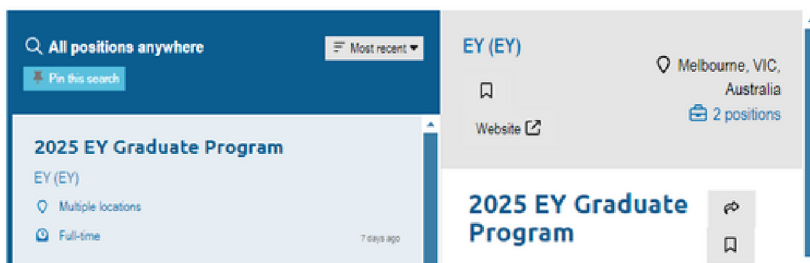 All positions anywhere
Most recent
Pin this search
2025 EY Graduate Program
EY (EY)
Multiple locations
Full-time
7 days ago
EY (EY)
Melbourne, VIC,
Australia
2 positions
Website
2025 EY Graduate
Program